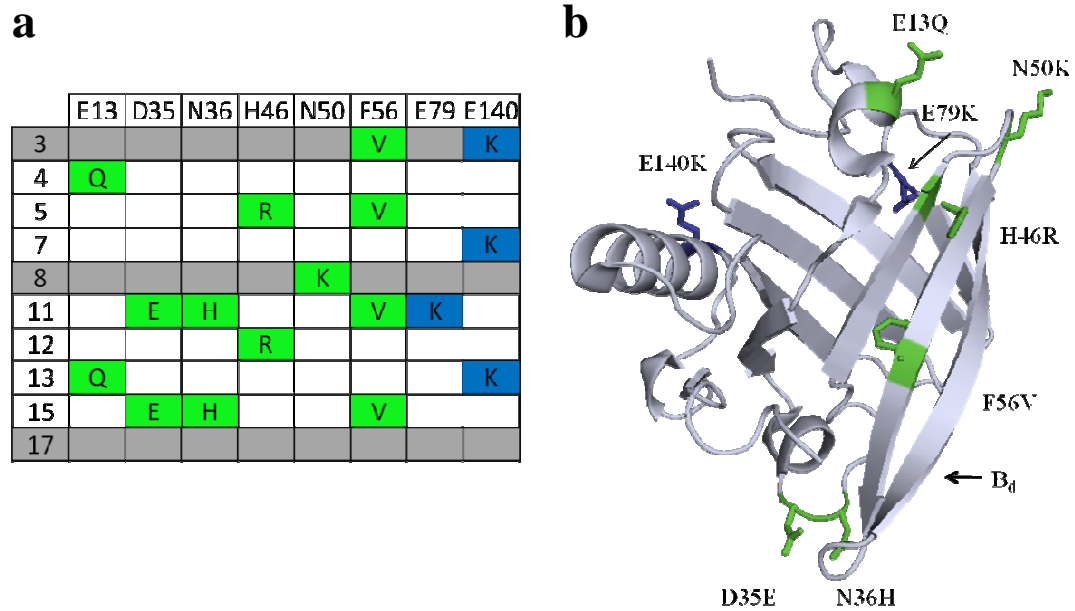 a
E13 D35 N36 H46 N50 F56 E79 E140
3 V K
4 Q
5 R V
7 K
8 K
11 E H V K
12 R
13 Q K
15 E H V
17
b
E13Q
N50K
E79K
E140K
H46R
F56V
Bd
D35E N36H